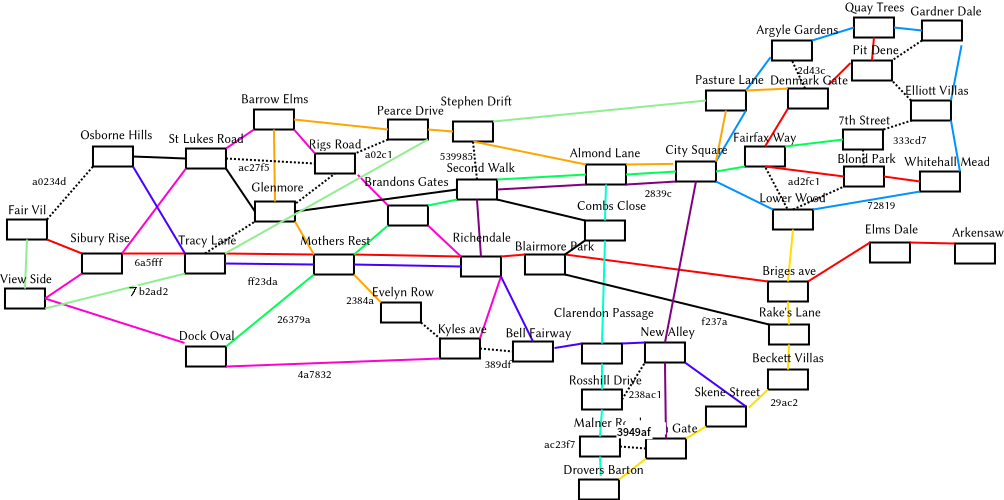 Quay Trees
Gardner Dale
Argyle Gardens
Pit Dene
2d43c
Pasture Lane
Denmark Gate
Elliott Villas
Barrow Elms
Pearce Drive
Stephen Drift
7th Street
333cd7
Osborne Hills
St Lukes Road
Rigs Road
a02c1
539985
Almond Lane
City Square
Fairfax Way
Blond Park
Whitehall Mead
a0234d
ac27f5
Glenmore
Brandons Gates
Second Walk
2839c
ad2fc1
Lower Wood
72819
Fair Vil
Combs Close
Sibury Rise
Tracy Lane
Mothers Rest
Richendale
Blairmore Park
Elms Dale
Arkensaw
6a5fff
View Side
7 b2ad2
ff23da
Briges ave
2384a
Evelyn Row
26379a
Clarendon Passage
f237a
Rake's Lane
Dock Oval
Kyles ave
Bell Fairway
New Alley
389df
Beckett Villas
4a7832
Rosshill Drive
238ac1
Skene Street
29ac2
Malner
3949af
Gate
ac23f7
Drovers Barton